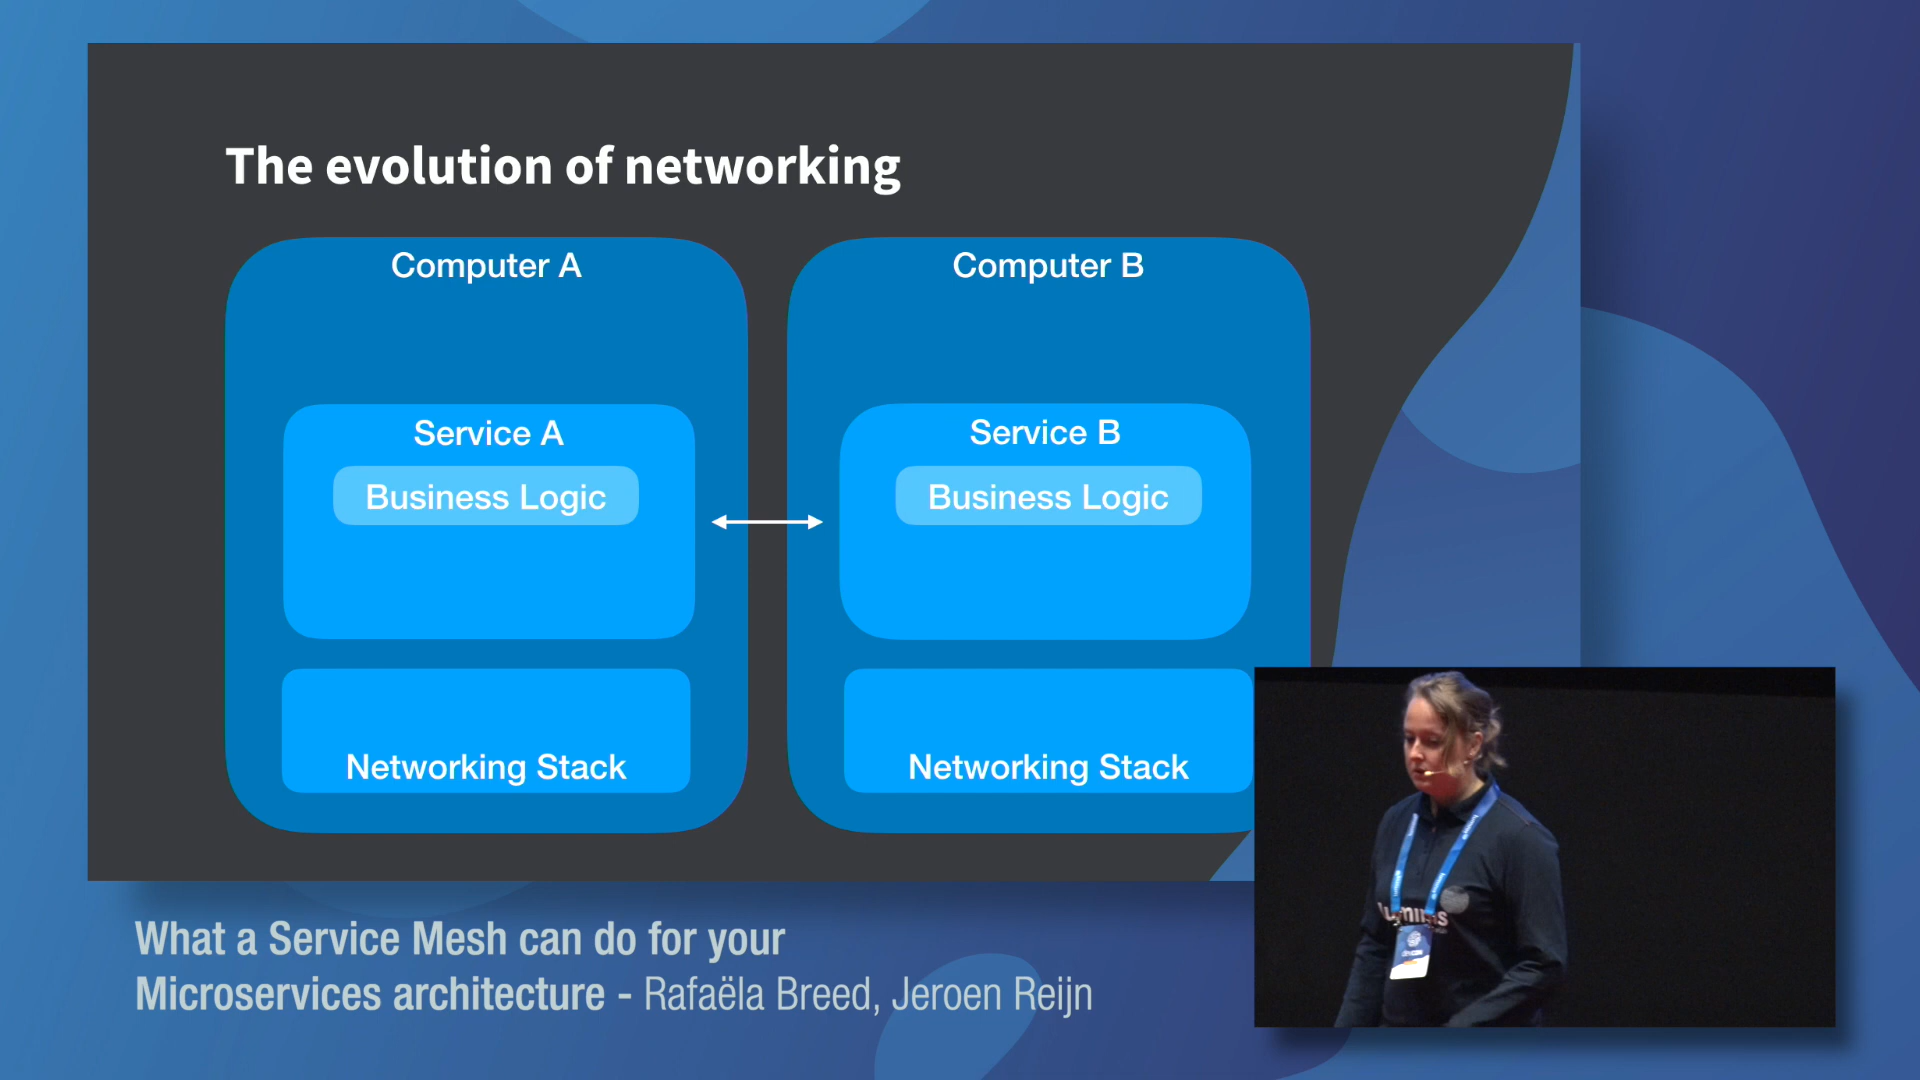 The evolution of networking
Computer A
Service A
Business Logic
Networking Stack
Computer B
Service B
Business Logic
Networking Stack
What a Service Mesh can do for your
Microservices architecture - Rafaëla Breed, Jeroen Reijn